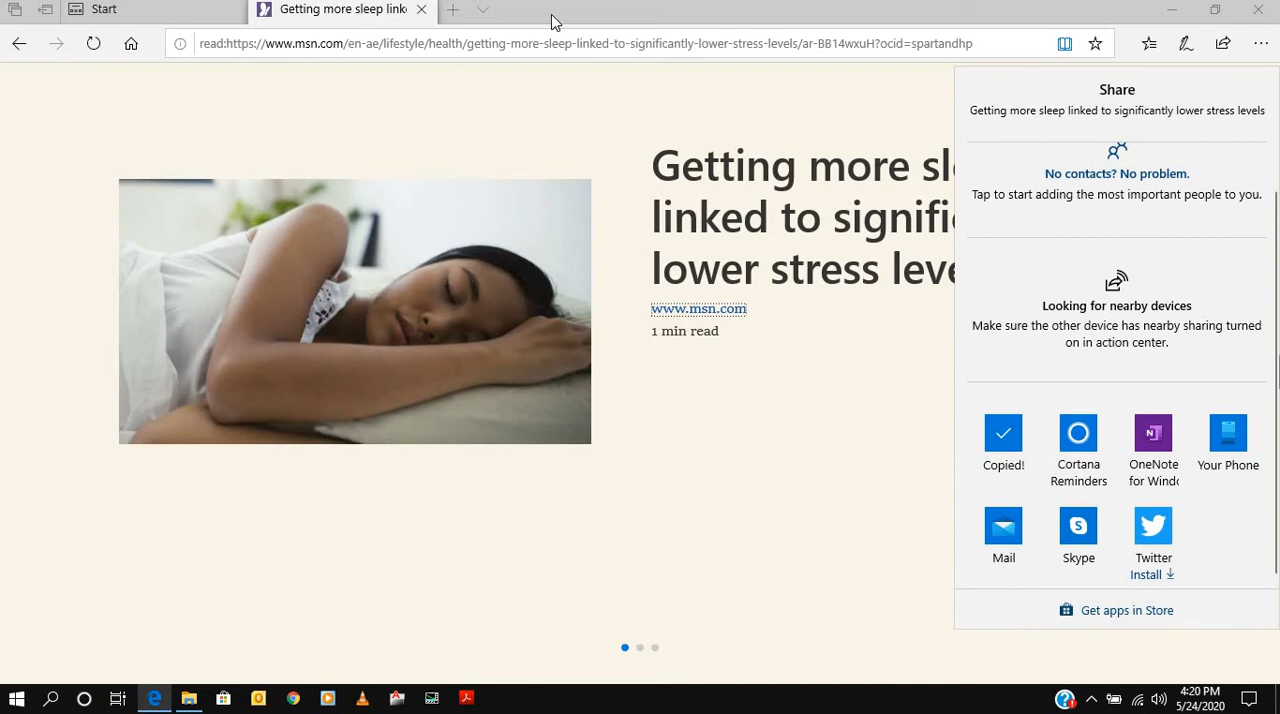 Start
Getting more sleep link
read:https://www.msn.com/en-ae/lifestyle/health/getting-more-sleep-linked-to-significantly-lower-stress-levels/ar-BB14wxuH?ocid=spartandhp
Getting more sl
linked to signifi
lower stress leve
www.msn.com
1 min read
Share
Getting more sleep linked to significantly lower stress levels
No contacts? No problem.
Tap to start adding the most important people to you.
Looking for nearby devices
Make sure the other device has nearby sharing turned
on in action center.
Copied!
Cortana
Reminders
OneNote
for Windo
Your Phone
Mail
Skype
Twitter
Install
Get apps in Store
4:20 PM
5/24/2020